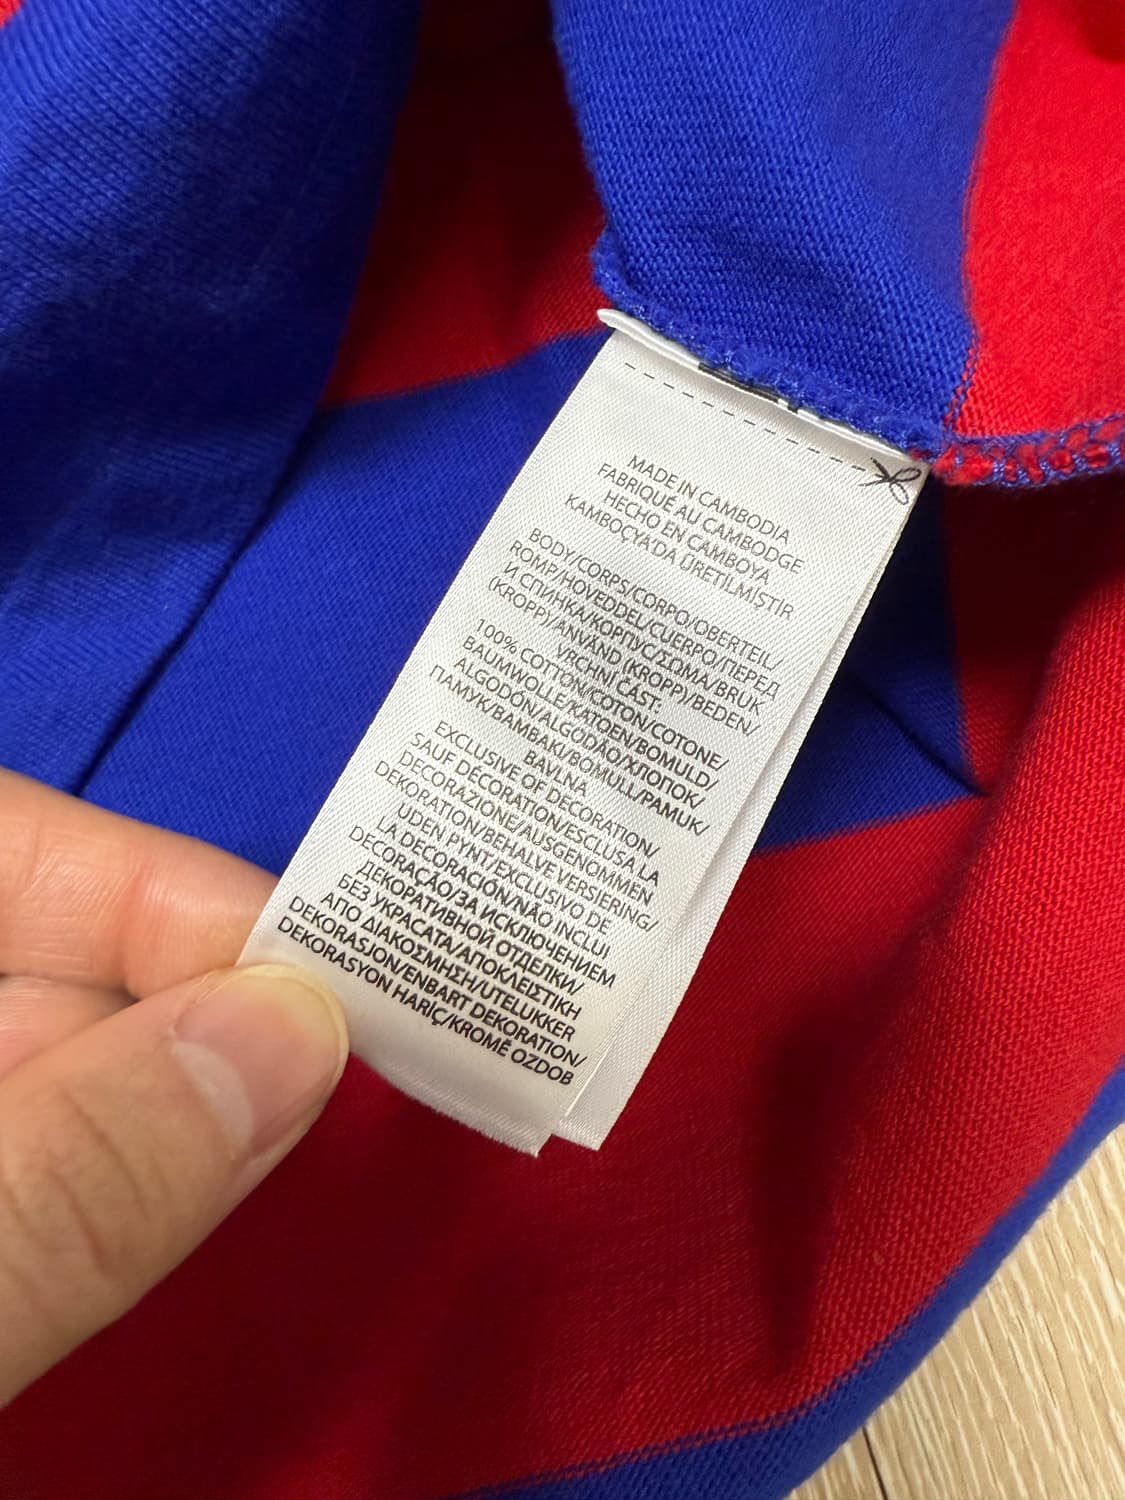 MADE IN CAMBODIA
FABRIQUÉ AU CAMBODGE
HECHO EN CAMBOYA
KAMBOÇYA'DA ÜRETİLMİŞTİR
BODY/CORPS/CORPO/OBERTEIL/
ROMP/HOVEDDEL/CUERPO/ПЕРЕД
И СПИНКА/КОРПУС/ΣΩΜΑ/BRUK
(KROPP)/ANVÄND (KROPP)/BEDEN/
VRCHNÍ ČÁST:
100% COTTON/COTON/COTONE/
BAUMWOLLE/KATOEN/BOMULD/
ALGODÓN/ALGODÃO/ХЛОПОК/
ПАМУК/ΒΑΜΒΑΚΙ/BOMULL/PAMUK/
BAVLNA
EXCLUSIVE OF DECORATION/
SAUF DÉCORATION/ESCLUSA LA
DECORAZIONE/AUSGENOMMEN
DEKORATION/BEHALVE VERSIERING/
UDEN PYNT/EXCLUSIVO DE
LA DECORACIÓN/NÃO INCLUI
DECORAÇÃO/ЗА ИСКЛЮЧЕНИЕМ
ДЕКОРАТИВНОЙ ОТДЕЛКИ/
БЕЗ УКРАСАТА/ΑΠΟΚΛΕΙΣΤΙΚΗ
ΑΠΟ ΔΙΑΚΟΣΜΗΣΗ/UTELUKKER
DEKORASJON/ENBART DEKORATION/
DEKORASYON HARİÇ/KROMĚ OZDOB